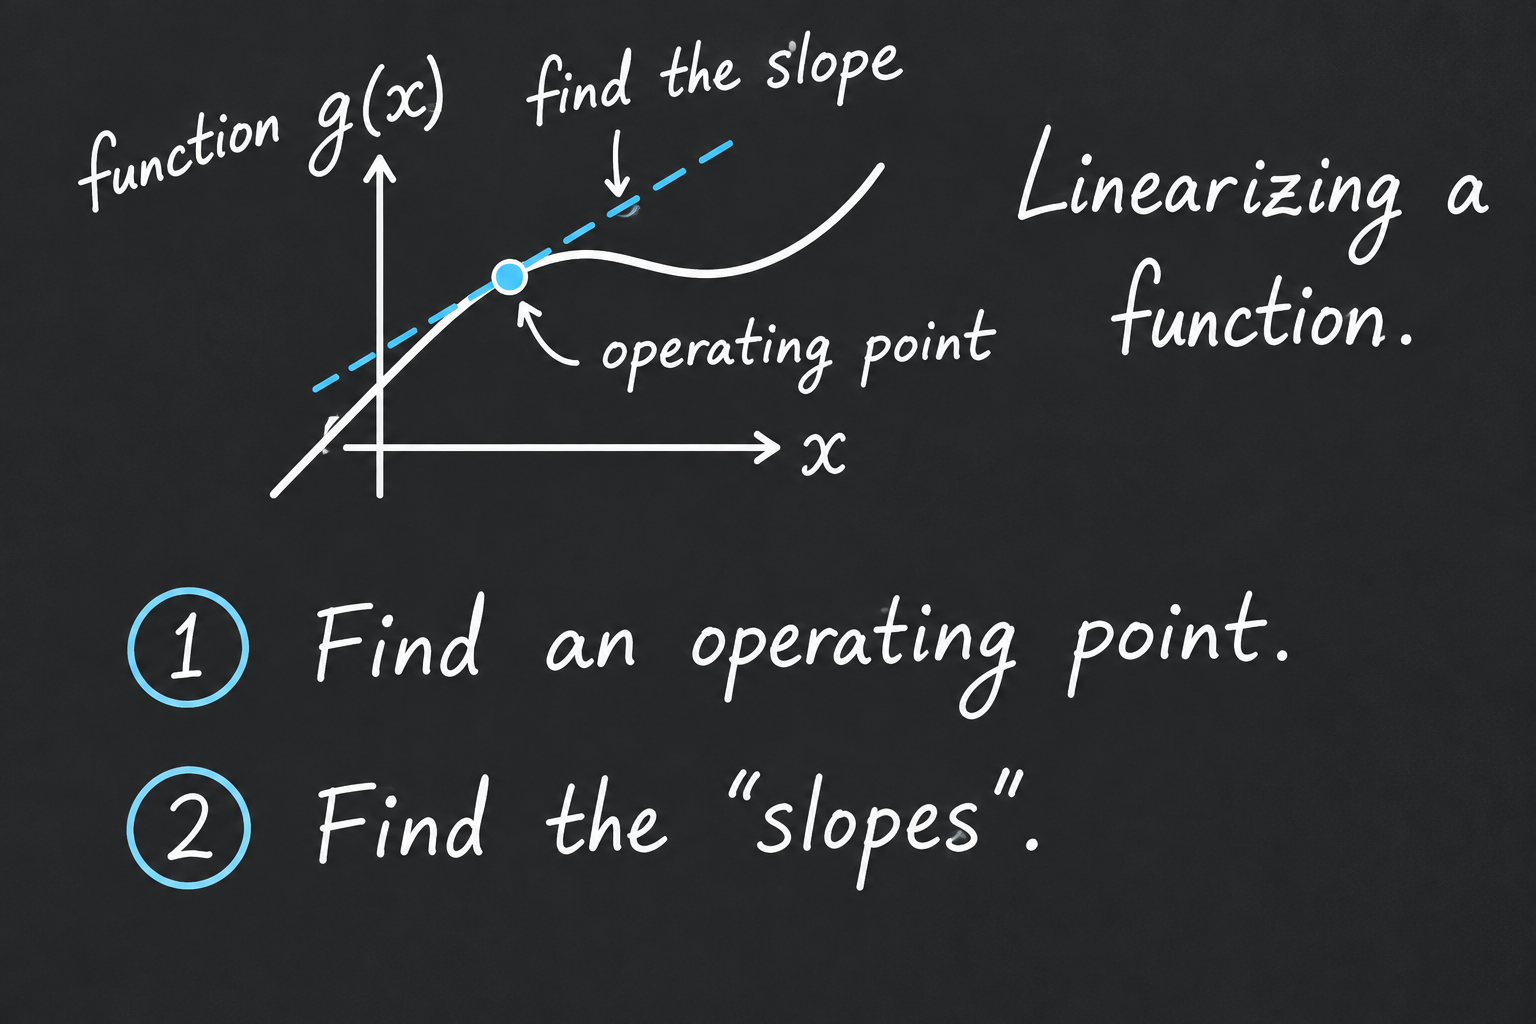 function g(x)
find the slope
Linearizing a
function.
operating point
x
1 Find an operating point.
2 Find the “slopes”.